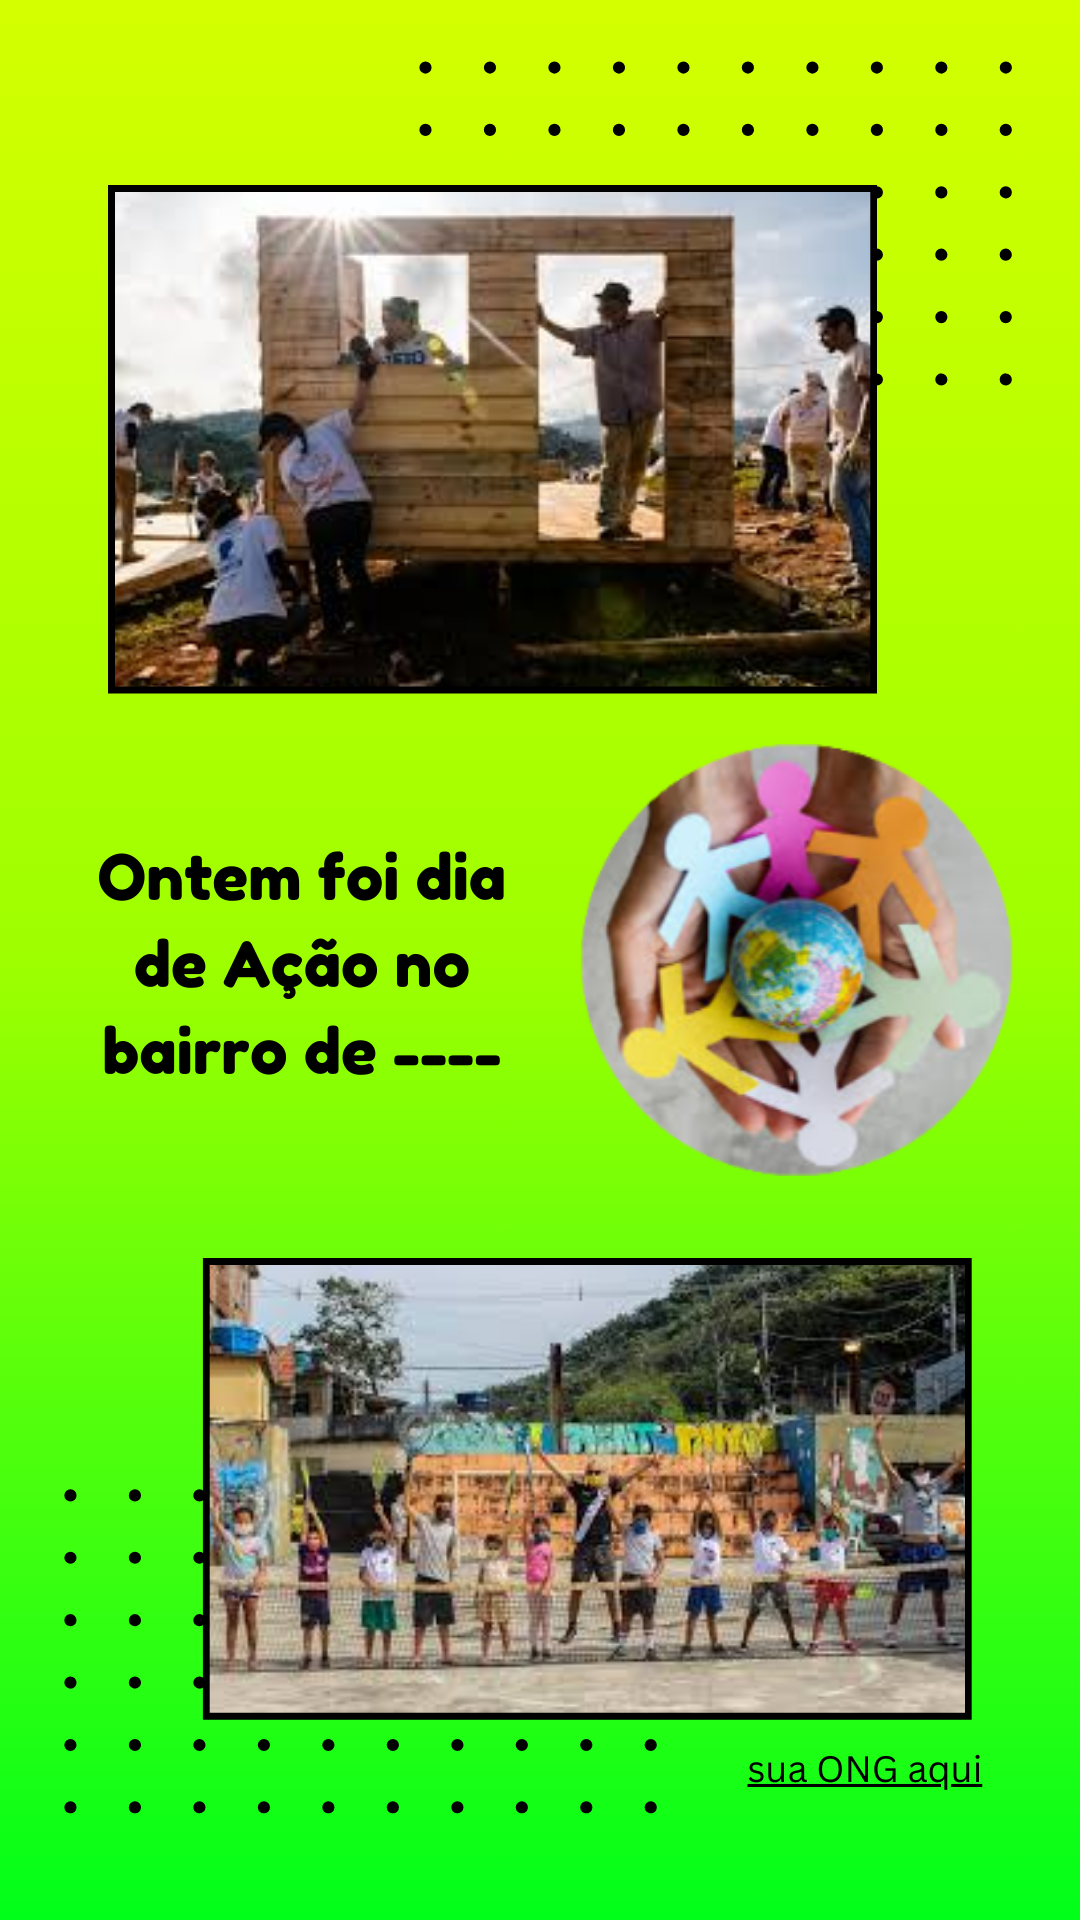 Ontem foi dia
de Ação no
bairro de ----
sua ONG aqui